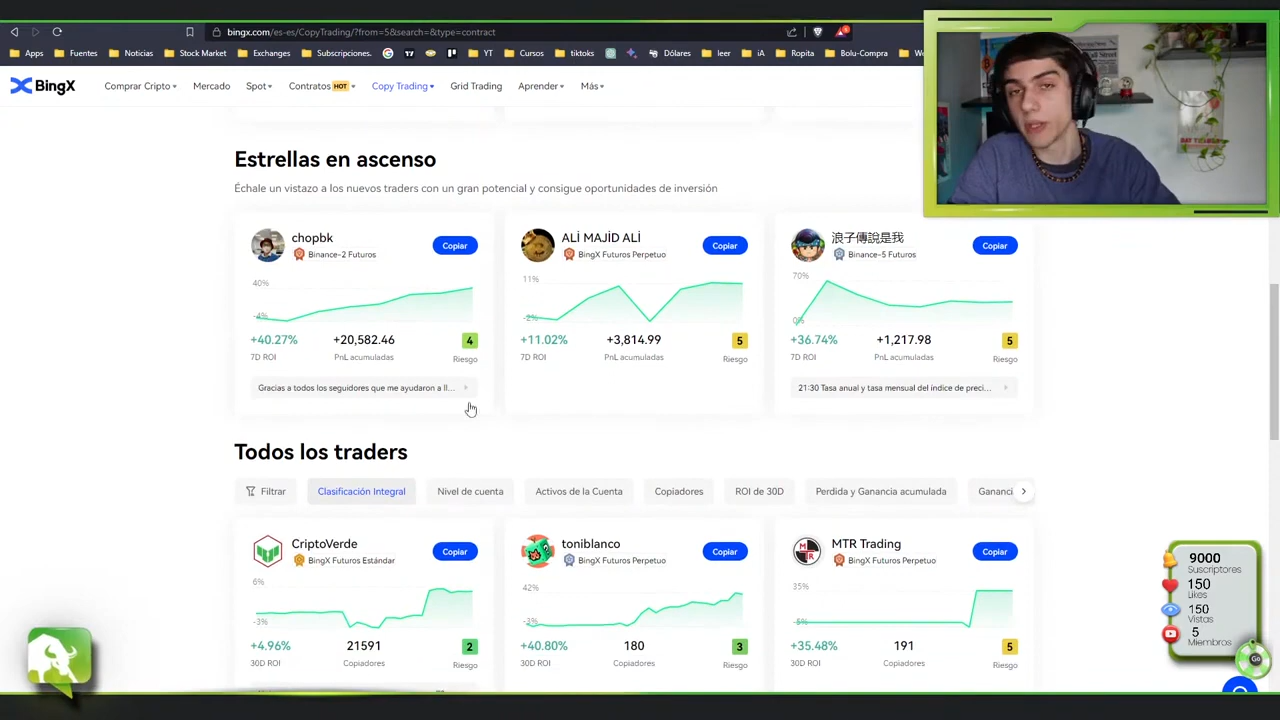 bingx.com/es-es/CopyTrading/?from=5&search=&type=contract
Apps Fuentes Noticias Stock Market Exchanges Subscripciones. YT Cursos tiktoks Dólares leer iA Ropita Bolu-Compra
BingX Comprar Cripto Mercado Spot Contratos HOT Copy Trading Grid Trading Aprender Más
Estrellas en ascenso
Échale un vistazo a los nuevos traders con un gran potencial y consigue oportunidades de inversión
chopbk
Binance-2 Futuros
Copiar
40%
-4%
+40.27% +20,582.46 4
7D ROI PnL acumuladas Riesgo
Gracias a todos los seguidores que me ayudaron a ll...
ALİ MAJİD ALİ
BingX Futuros Perpetuo
Copiar
11%
-2%
+11.02% +3,814.99 5
7D ROI PnL acumuladas Riesgo
浪子傳說是我
Binance-5 Futuros
Copiar
70%
0%
+36.74% +1,217.98 5
7D ROI PnL acumuladas Riesgo
21:30 Tasa anual y tasa mensual del índice de preci...
Todos los traders
Filtrar Clasificación Integral Nivel de cuenta Activos de la Cuenta Copiadores ROI de 30D Perdida y Ganancia acumulada Gananci
CriptoVerde
BingX Futuros Estándar
Copiar
6%
-3%
+4.96% 21591 2
30D ROI Copiadores Riesgo
toniblanco
BingX Futuros Perpetuo
Copiar
42%
-3%
+40.80% 180 3
30D ROI Copiadores Riesgo
MTR Trading
BingX Futuros Perpetuo
Copiar
35%
-5%
+35.48% 191 5
30D ROI Copiadores Riesgo
9000
Suscriptores
150
Likes
150
Vistas
5
Miembros
Go